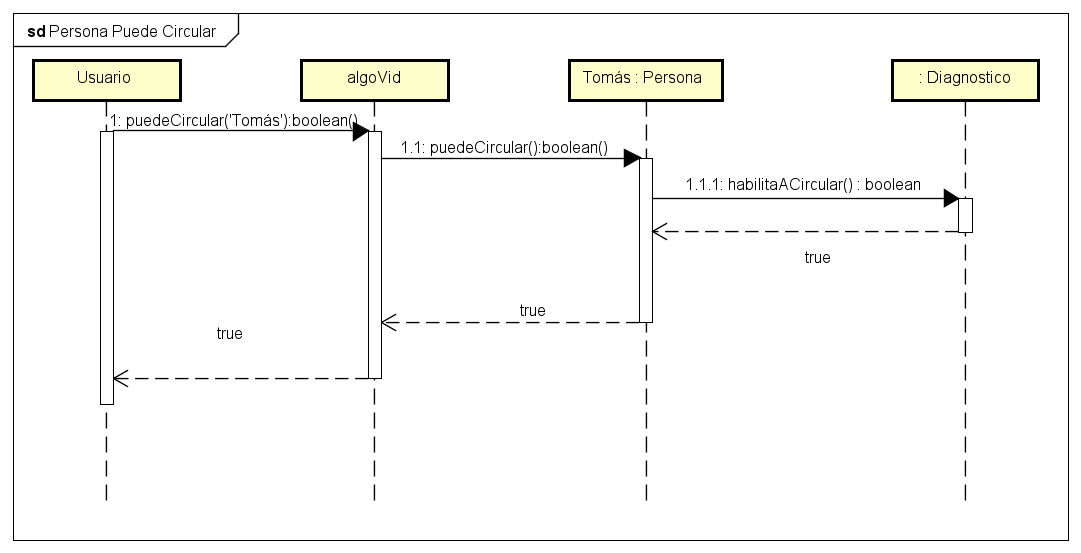 sd Persona Puede Circular
Usuario
algoVid
Tomás : Persona
: Diagnostico
1: puedeCircular('Tomás'):boolean()
1.1: puedeCircular():boolean()
1.1.1: habilitaACircular() : boolean
true
true
true